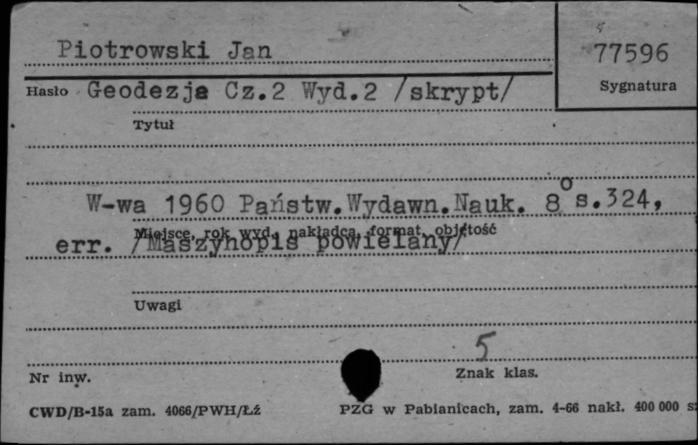 Piotrowski Jan
77596
Hasło Geodezja Cz.2 Wyd.2 /skrypt/
Sygnatura
Tytuł
W-wa 1960 Państw.Wydawn.Nauk. 8° s.324,
Miejsce, rok wyd., nakładca, format, objętość
err. /Maszynopis powielany/
Uwagi
5
Nr inw.
Znak klas.
CWD/B-15a zam. 4066/PWH/Łź
PZG w Pabianicach, zam. 4-66 nakł. 400 000 s